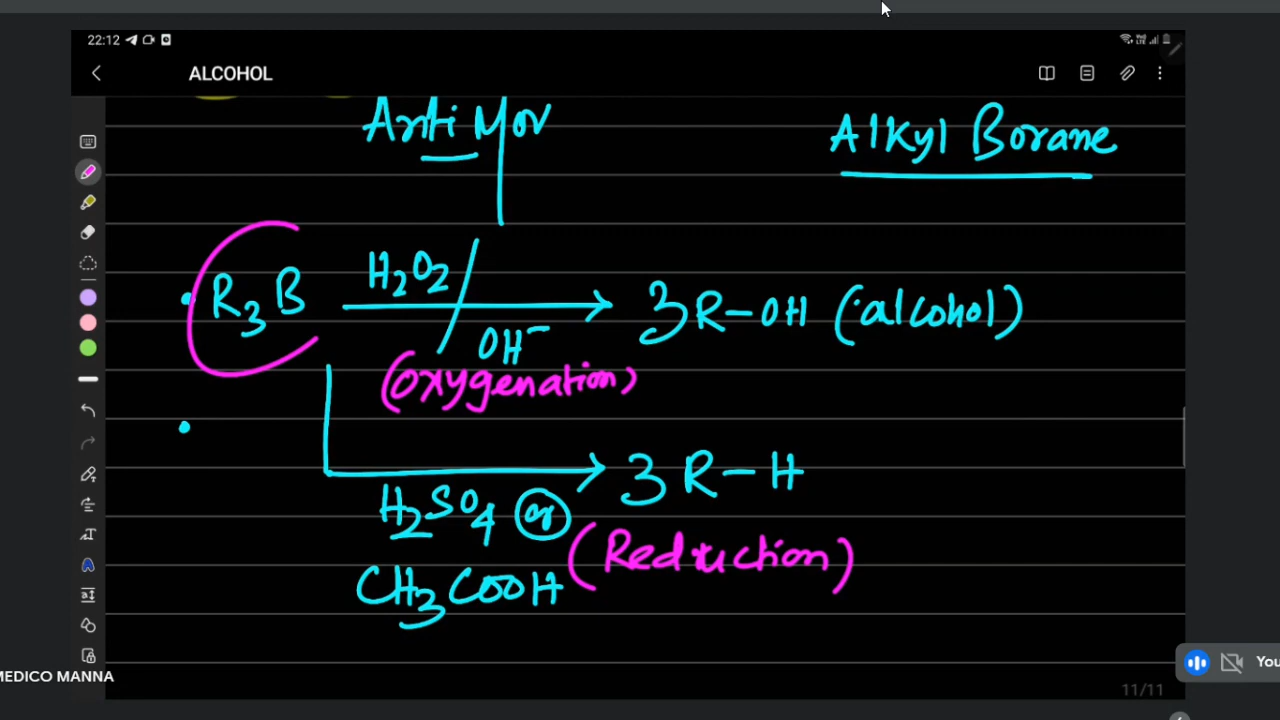 22:12
ALCOHOL
Anti Mov
Alkyl Borane
R3B H2O2 / OH⁻ → 3R-OH (alcohol)
(oxygenation)
→ 3R-H
H2SO4 or
(Reduction)
CH3COOH
MEDICO MANNA
You
11/11